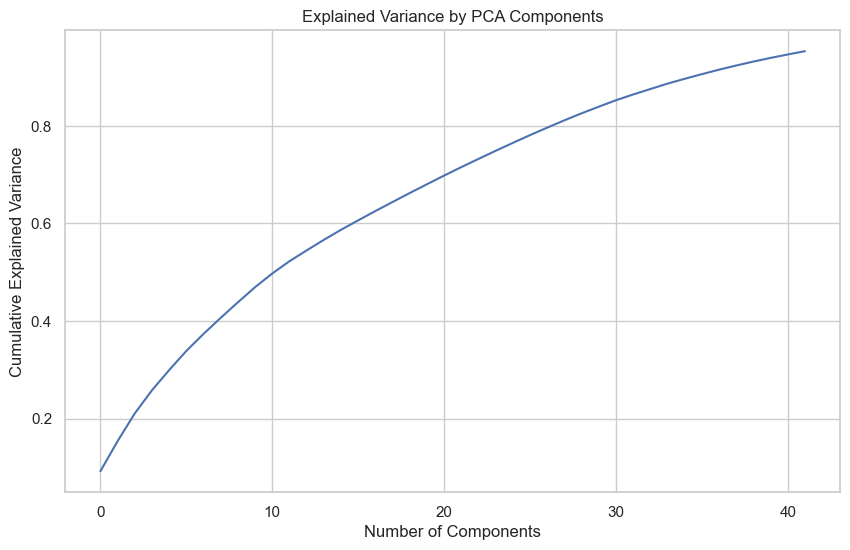 Explained Variance by PCA Components
Cumulative Explained Variance
0.8
0.6
0.4
0.2
0 10 20 30 40
Number of Components